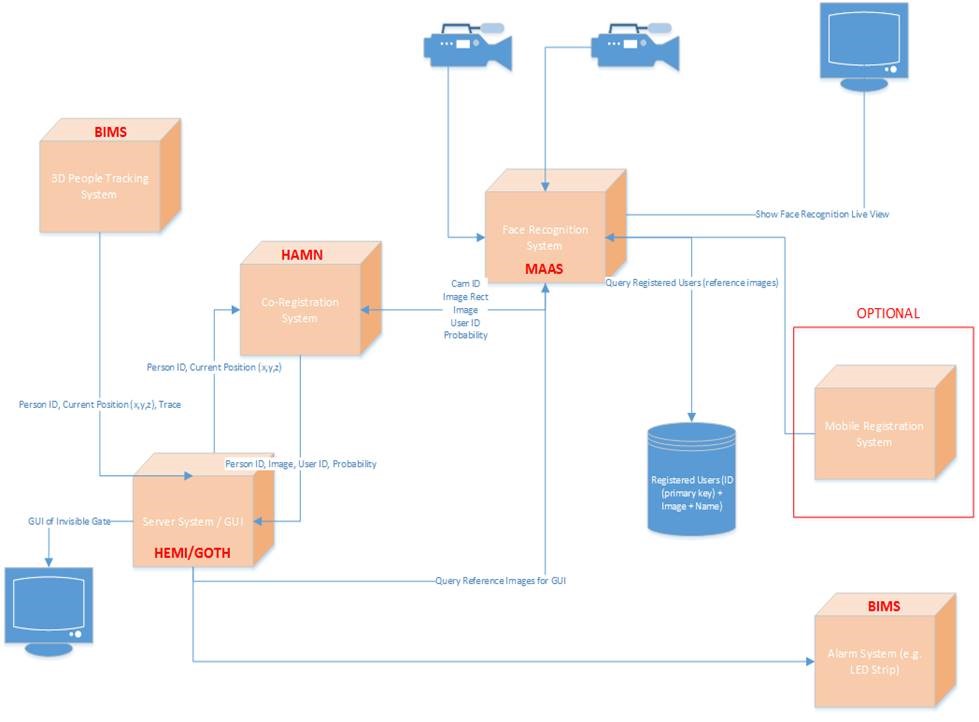 BIMS
3D People Tracking
System
Show Face Recognition Live View
Face Recognition
System
MAAS
HAMN
Co-Registration
System
Cam ID
Image Rect
Image
User ID
Probability
Query Registered Users (reference images)
OPTIONAL
Mobile Registration
System
Person ID, Current Position (x,y,z)
Person ID, Current Position (x,y,z), Trace
Person ID, Image, User ID, Probability
Registered Users (ID
(primary key) +
Image + Name)
GUI of Invisible Gate
Server System / GUI
HEMI/GOTH
Query Reference Images for GUI
BIMS
Alarm System (e.g.
LED Strip)